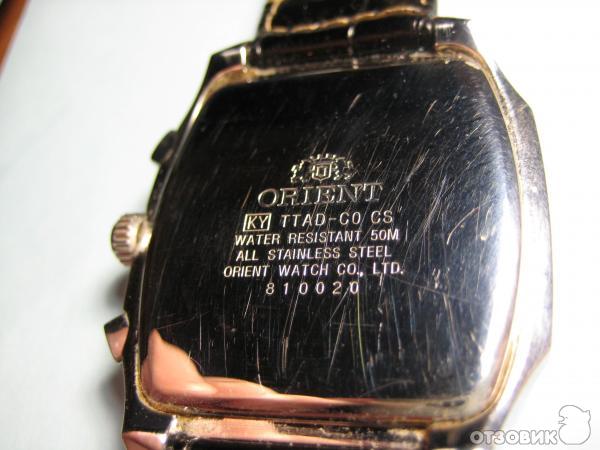 ORIENT
KY TTAD-C0 CS
WATER RESISTANT 50M
ALL STAINLESS STEEL
ORIENT WATCH CO., LTD.
810020
ОТЗОВИК